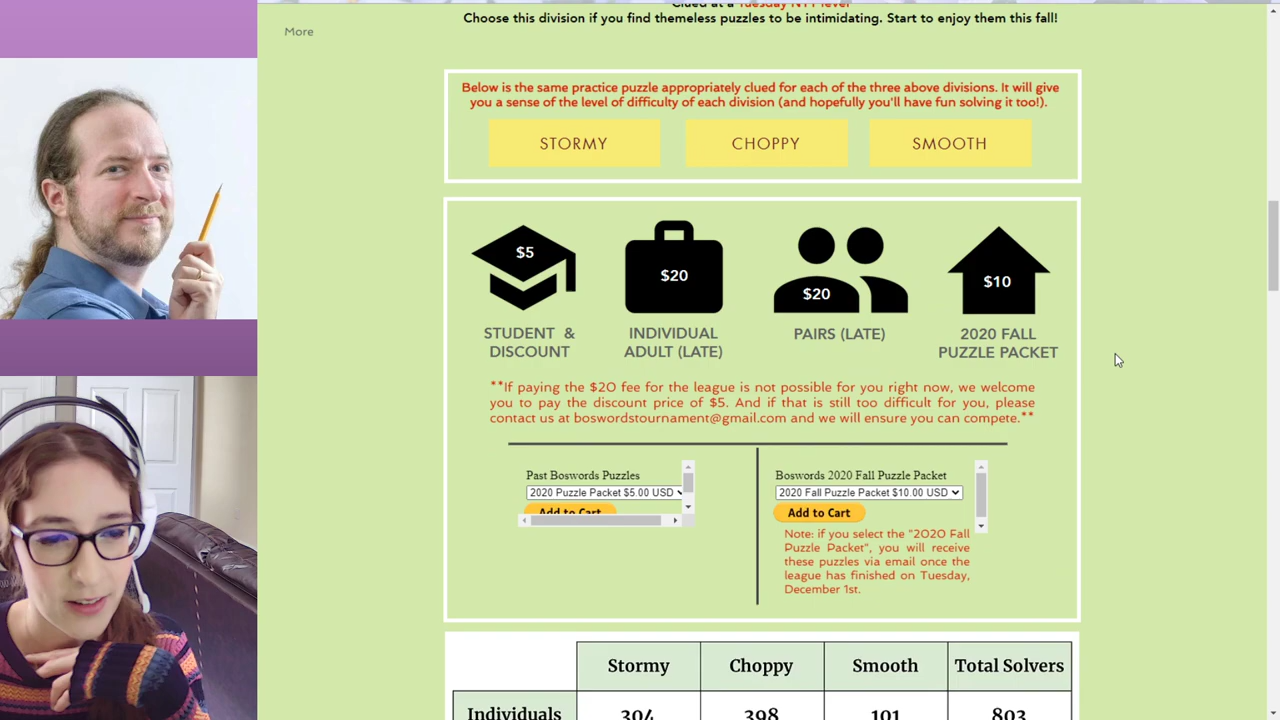 Clued at a Tuesday NYT level
Choose this division if you find themeless puzzles to be intimidating. Start to enjoy them this fall!
More
Below is the same practice puzzle appropriately clued for each of the three above divisions. It will give
you a sense of the level of difficulty of each division (and hopefully you'll have fun solving it too!).
STORMY CHOPPY SMOOTH
$5 $20 $20 $10
STUDENT &
DISCOUNT
INDIVIDUAL
ADULT (LATE)
PAIRS (LATE)
2020 FALL
PUZZLE PACKET
**If paying the $20 fee for the league is not possible for you right now, we welcome
you to pay the discount price of $5. And if that is still too difficult for you, please
contact us at boswordstournament@gmail.com and we will ensure you can compete.**
Past Boswords Puzzles
2020 Puzzle Packet $5.00 USD
Add to Cart
Boswords 2020 Fall Puzzle Packet
2020 Fall Puzzle Packet $10.00 USD
Add to Cart
Note: if you select the "2020 Fall
Puzzle Packet", you will receive
these puzzles via email once the
league has finished on Tuesday,
December 1st.
Stormy Choppy Smooth Total Solvers
Individuals 304 398 101 803